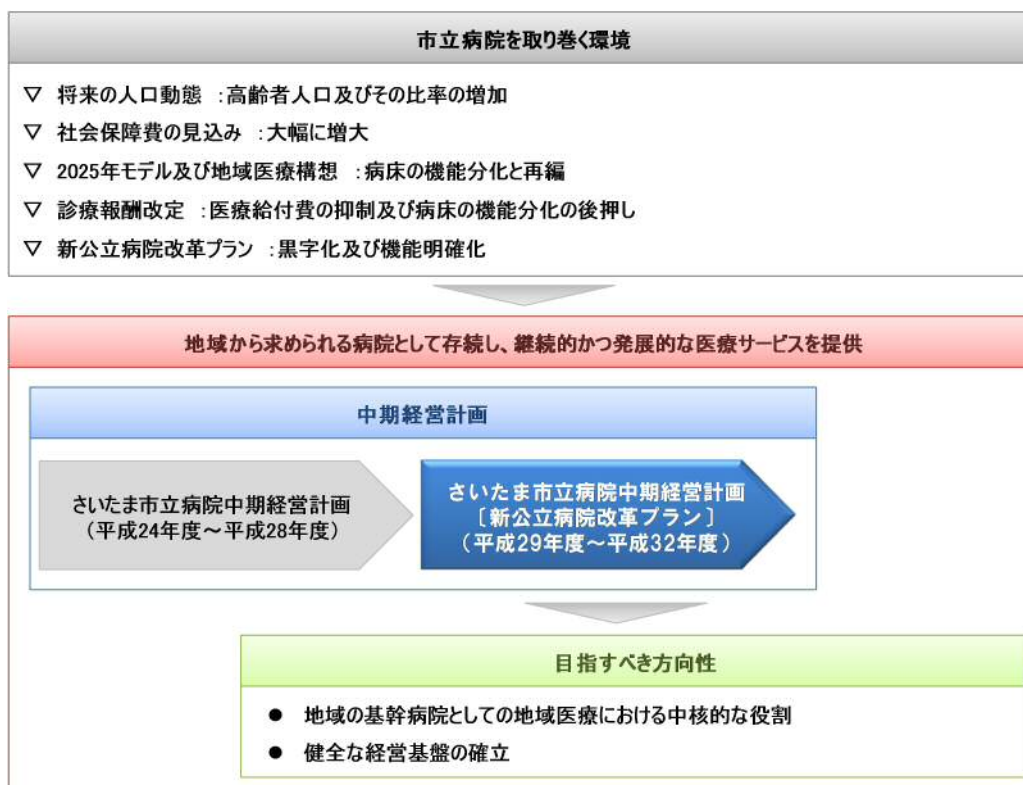 市立病院を取り巻く環境
▽ 将来の人口動態 ：高齢者人口及びその比率の増加
▽ 社会保障費の見込み ：大幅に増大
▽ 2025年モデル及び地域医療構想 ：病床の機能分化と再編
▽ 診療報酬改定 ：医療給付費の抑制及び病床の機能分化の後押し
▽ 新公立病院改革プラン ：黒字化及び機能明確化
地域から求められる病院として存続し、継続的かつ発展的な医療サービスを提供
中期経営計画
さいたま市立病院中期経営計画
（平成24年度～平成28年度）
さいたま市立病院中期経営計画
［新公立病院改革プラン］
（平成29年度～平成32年度）
目指すべき方向性
● 地域の基幹病院としての地域医療における中核的な役割
● 健全な経営基盤の確立